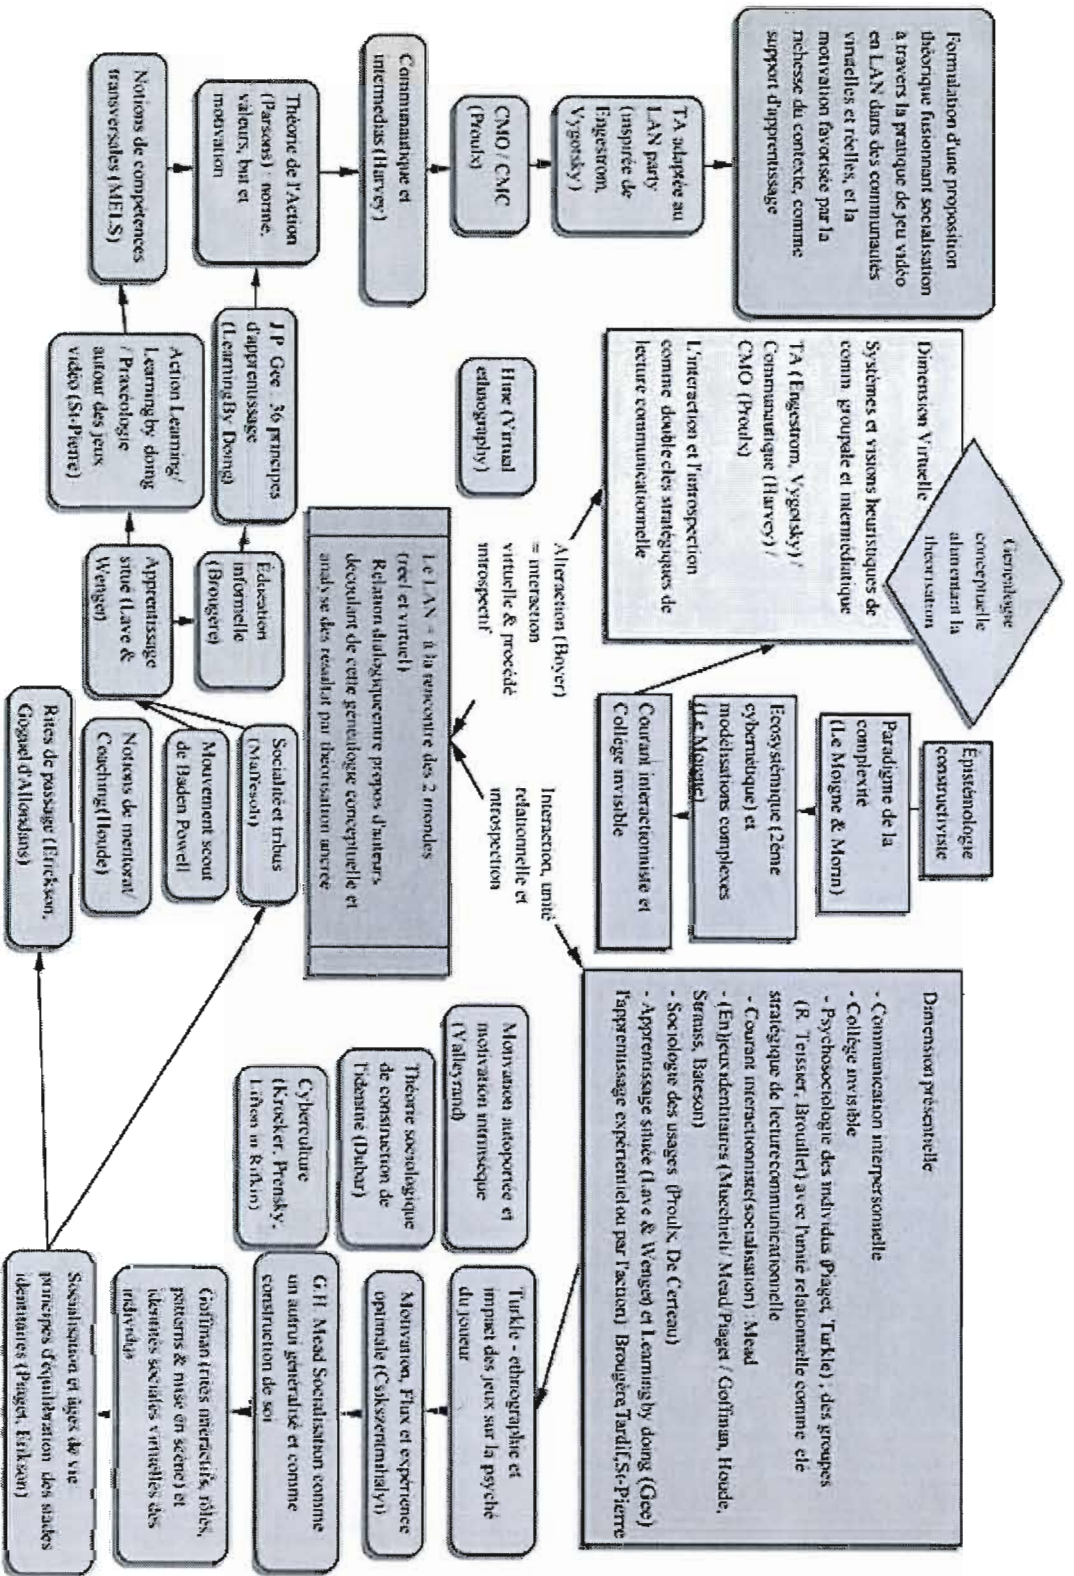 Généalogie
conceptuelle
alimentant la
théorisation
Épistémologie
constructiviste
Paradigme de la
complexité
(Le Moigne & Morin)
Ecosystémique (2ème
cybernétique) et
modélisations complexes
(Le Moigne)
Courant interactionniste et
Collège invisible
Dimension Virtuelle
Systèmes et visions heuristiques de
comm groupale et intermédiatique
TA (Engestrom, Vygotsky) /
Communautique (Harvey) /
CMO (Proulx)
L'interaction et l'introspection
comme double clés stratégiques de
lecture communicationnelle
Dimension présentielle
- Communication interpersonnelle
- Collège invisible
- Psychosociologie des individus (Piaget, Turkle) ; des groupes
(R. Tessier, Brouillet) avec l'unité relationnelle comme clé
stratégique de lecture communicationnelle
- Courant interactionniste(socialisation) : Mead
- (En)jeux identitaires (Mucchieli/ Mead/Piaget / Goffman, Houde,
Strauss, Bateson)
- Sociologie des usages (Proulx, De Certeau)
- Apprentissage située (Lave & Wenger) et Learning by doing (Gee)
l'apprentissage expérientiel ou par l'action) Brougère,Tardif,St-Pierre
Altéraction (Boyer)
= interaction
virtuelle & procédé
introspectif
Interaction, unité
relationnelle et
introspection
Hine (Virtual
ethnography)
Le LAN = à la rencontre des 2 mondes
(réel et virtuel)
Relation dialogique entre propos d'auteurs
découlant de cette généalogie conceptuelle et
analyse des résultat par théorisation ancrée
Turkle - ethnographie et
impact des jeux sur la psyché
du joueur
Motivation, Flux et expérience
optimale (Csikszentmihalyi)
G.H. Mead Socialisation comme
un autrui généralisé et comme
construction de soi
Goffman (rites interactifs, rôles,
patterns & mise en scène) et
identités sociales virtuelles des
individus
Socialisation et âges de vie
principes d'équilibration des stades
identitaires (Piaget, Erikson)
Motivation autoportée et
motivation intrinsèque
(Valleyrand)
Théorie sociologique
de construction de
l'identité (Dubar)
Cyberculture
(Krocker, Prensky-
Lifton in Rifkin)
Rites de passage (Erickson,
Goguel d'Allondans)
Notions de mentorat/
Coaching(Houde)
Mouvement scout
de Baden Powell
Socialité et tribus
(Maffesoli)
Apprentissage
situé (Lave &
Wenger)
Éducation
informelle
(Brougère)
J.P. Gee : 36 principes
d'apprentissage
(Learning By Doing)
Action Learning/
Learning by doing
/ Praxéologie
autour des jeux
vidéo (St-Pierre)
Notions de compétences
transversales (MELS)
Théorie de l'Action
(Parsons) : norme,
valeurs, but et
motivation
Communautique et
intermedias (Harvey)
CMO / CMC
(Proulx)
TA adaptée au
LAN party
(inspirée de
Engestrom,
Vygotsky)
Formulation d'une proposition
théorique fusionnant socialisation
à travers la pratique de jeu vidéo
en LAN dans des communautés
virutelles et réelles, et la
motivation favorisée par la
richesse du contexte, comme
support d'apprentissage